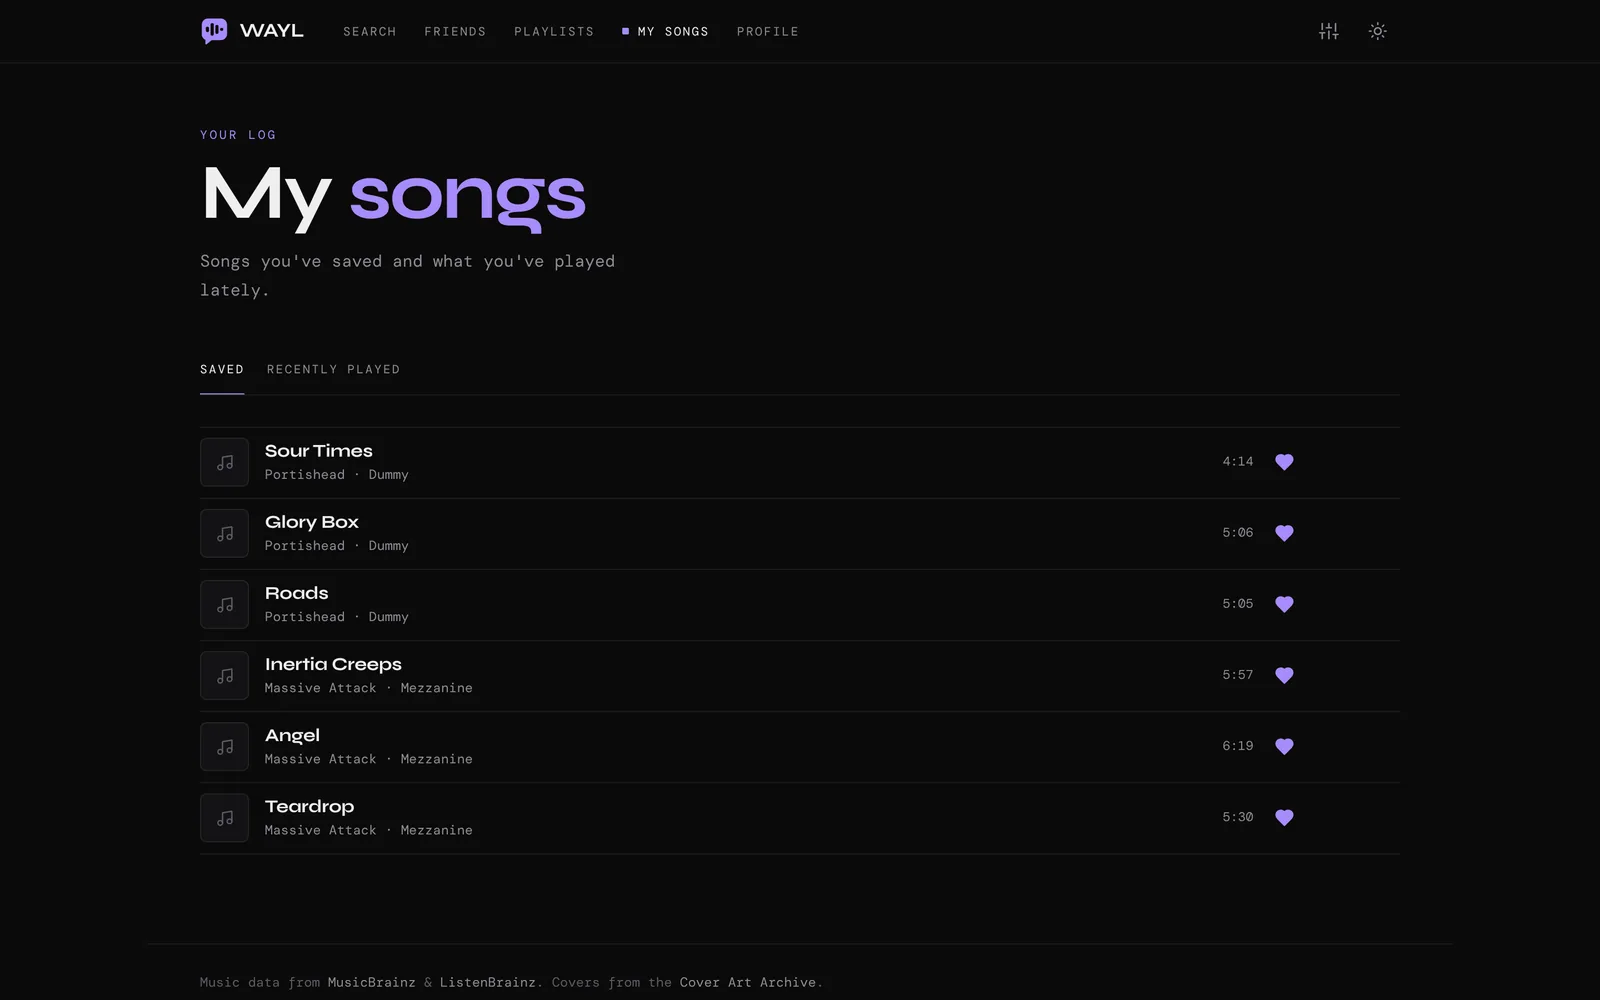 WAYL SEARCH FRIENDS PLAYLISTS MY SONGS PROFILE
YOUR LOG
My songs
Songs you've saved and what you've played
lately.
SAVED RECENTLY PLAYED
Sour Times
Portishead · Dummy
4:14
Glory Box
Portishead · Dummy
5:06
Roads
Portishead · Dummy
5:05
Inertia Creeps
Massive Attack · Mezzanine
5:57
Angel
Massive Attack · Mezzanine
6:19
Teardrop
Massive Attack · Mezzanine
5:30
Music data from MusicBrainz & ListenBrainz. Covers from the Cover Art Archive.